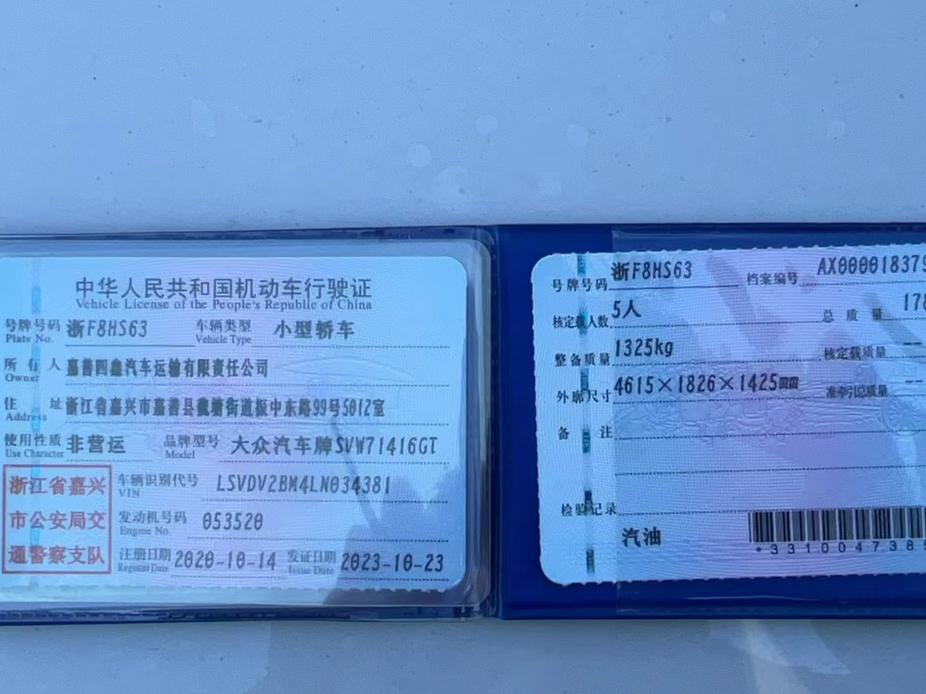 中华人民共和国机动车行驶证
Vehicle License of the People's Republic of China
号牌号码 浙F8HS63 车辆类型 小型轿车
Plate No. Vehicle Type
所有人 嘉善四鑫汽车运输有限责任公司
Owner
住址 浙江省嘉兴市嘉善县魏塘街道振中东路99号5012室
Address
使用性质 非营运 品牌型号 大众汽车牌SVW71416GT
Use Character Model
浙江省嘉兴
市公安局交
通警察支队
车辆识别代号 LSVDV2BM4LN034381
VIN
发动机号码 053520
Engine No.
注册日期 2020-10-14 发证日期 2023-10-23
Register Date Issue Date
号牌号码 浙F8HS63 档案编号 AX000018379
核定载人数 5人 总质量 178
整备质量 1325kg 核定载质量 --
外廓尺寸 4615×1826×1425mm 准牵引总质量 --
备注
检验记录
汽油
*3310047385